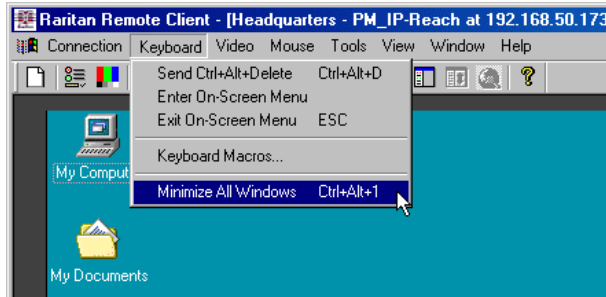 Raritan Remote Client - [Headquarters - PM_IP-Reach at 192.168.50.173
Connection Keyboard Video Mouse Tools View Window Help
Send Ctrl+Alt+Delete Ctrl+Alt+D
Enter On-Screen Menu
Exit On-Screen Menu ESC
Keyboard Macros...
Minimize All Windows Ctrl+Alt+1
My Comput
My Documents